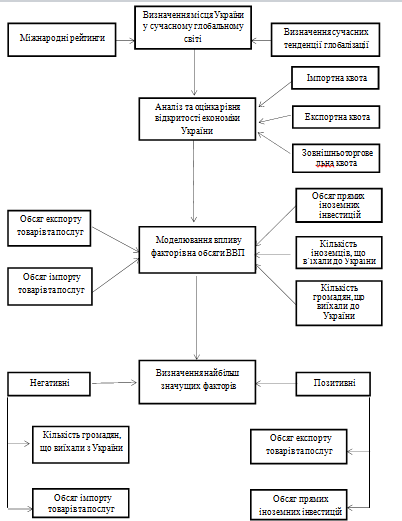 Визначення місця України
у сучасному глобальному
світі
Міжнародні рейтинги
Визначення сучасних
тенденції глобалізації
Імпортна квота
Аналіз та оцінка рівня
відкритості економіки
України
Експортна квота
Зовнішньоторгове
льна квота
Обсяг прямих
іноземних
інвестицій
Обсяг експорту
товарів та послуг
Моделювання впливу
факторів на обсяги ВВП
Кількість
іноземців, що
в'їхали до України
Обсяг імпорту
товарів та послуг
Кількість
громадян, що
виїхали до
України
Визначення найбільш
значущих факторів
Негативні
Позитивні
Кількість громадян,
що виїхали з України
Обсяг експорту
товарів та послуг
Обсяг імпорту
товарів та послуг
Обсяг прямих
іноземних інвестицій